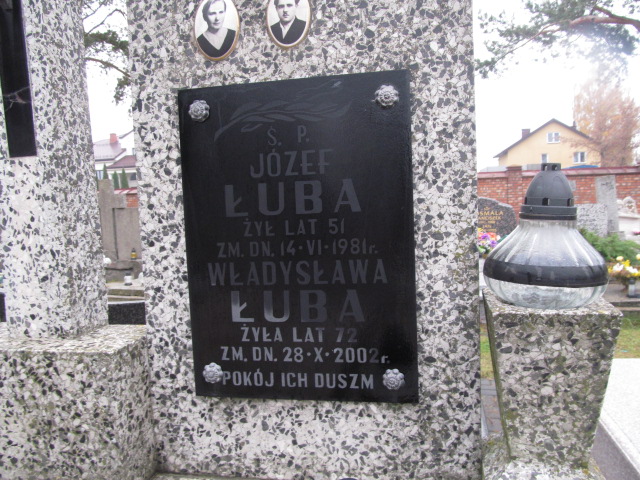 Ś. P.
JÓZEF
ŁUBA
ŻYŁ LAT 51
ZM. DN. 14·VI·1981r.
WŁADYSŁAWA
ŁUBA
ŻYŁA LAT 72
ZM. DN. 28·X·2002r.
POKÓJ ICH DUSZM
SMALA